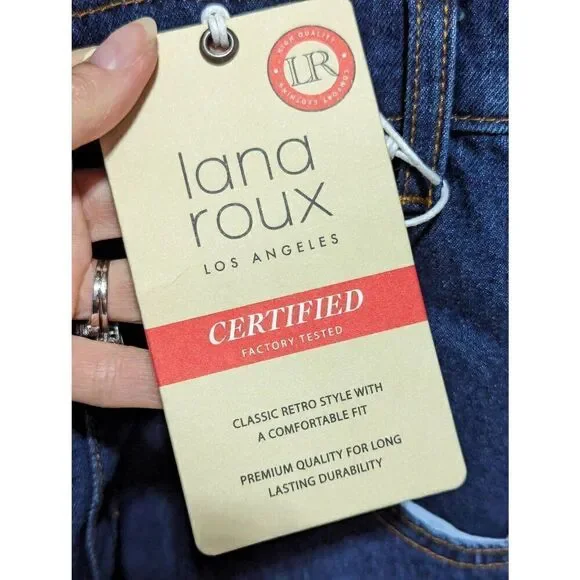 HIGH QUALITY
LR
COMFORT CLOTHING
lana
roux
LOS ANGELES
CERTIFIED
FACTORY TESTED
CLASSIC RETRO STYLE WITH
A COMFORTABLE FIT
PREMIUM QUALITY FOR LONG
LASTING DURABILITY